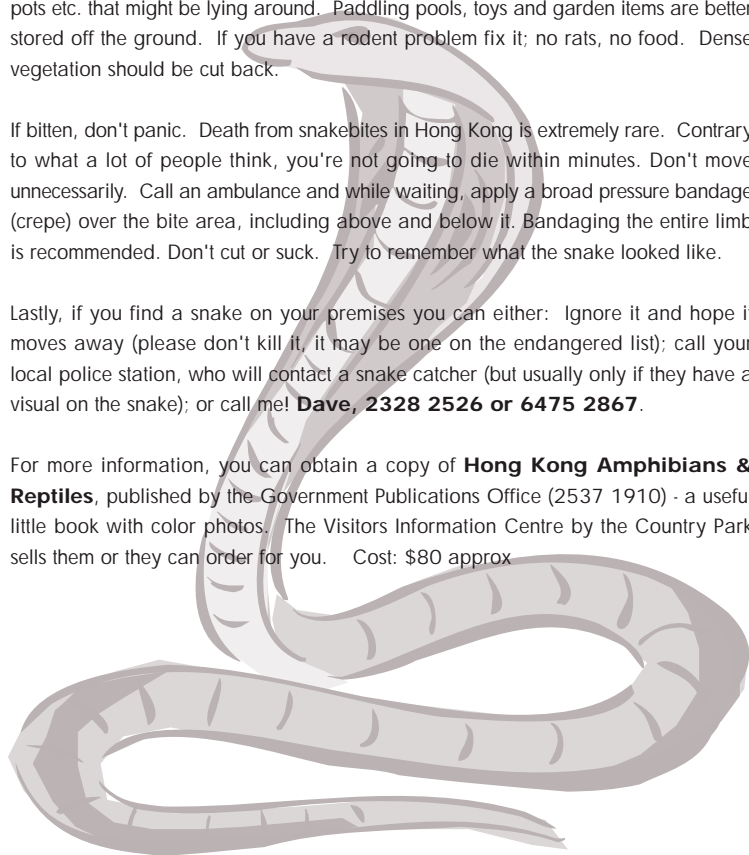 pots etc. that might be lying around.  Paddling pools, toys and garden items are better
stored off the ground.  If you have a rodent problem fix it; no rats, no food.  Dense
vegetation should be cut back.

If bitten, don't panic.  Death from snakebites in Hong Kong is extremely rare.  Contrary
to what a lot of people think, you're not going to die within minutes. Don't move
unnecessarily.  Call an ambulance and while waiting, apply a broad pressure bandage
(crepe) over the bite area, including above and below it. Bandaging the entire limb
is recommended. Don't cut or suck.  Try to remember what the snake looked like.

Lastly, if you find a snake on your premises you can either:  Ignore it and hope it
moves away (please don't kill it, it may be one on the endangered list); call your
local police station, who will contact a snake catcher (but usually only if they have a
visual on the snake); or call me! Dave, 2328 2526 or 6475 2867.

For more information, you can obtain a copy of Hong Kong Amphibians &
Reptiles, published by the Government Publications Office (2537 1910) - a useful
little book with color photos.  The Visitors Information Centre by the Country Park
sells them or they can order for you.    Cost: $80 approx